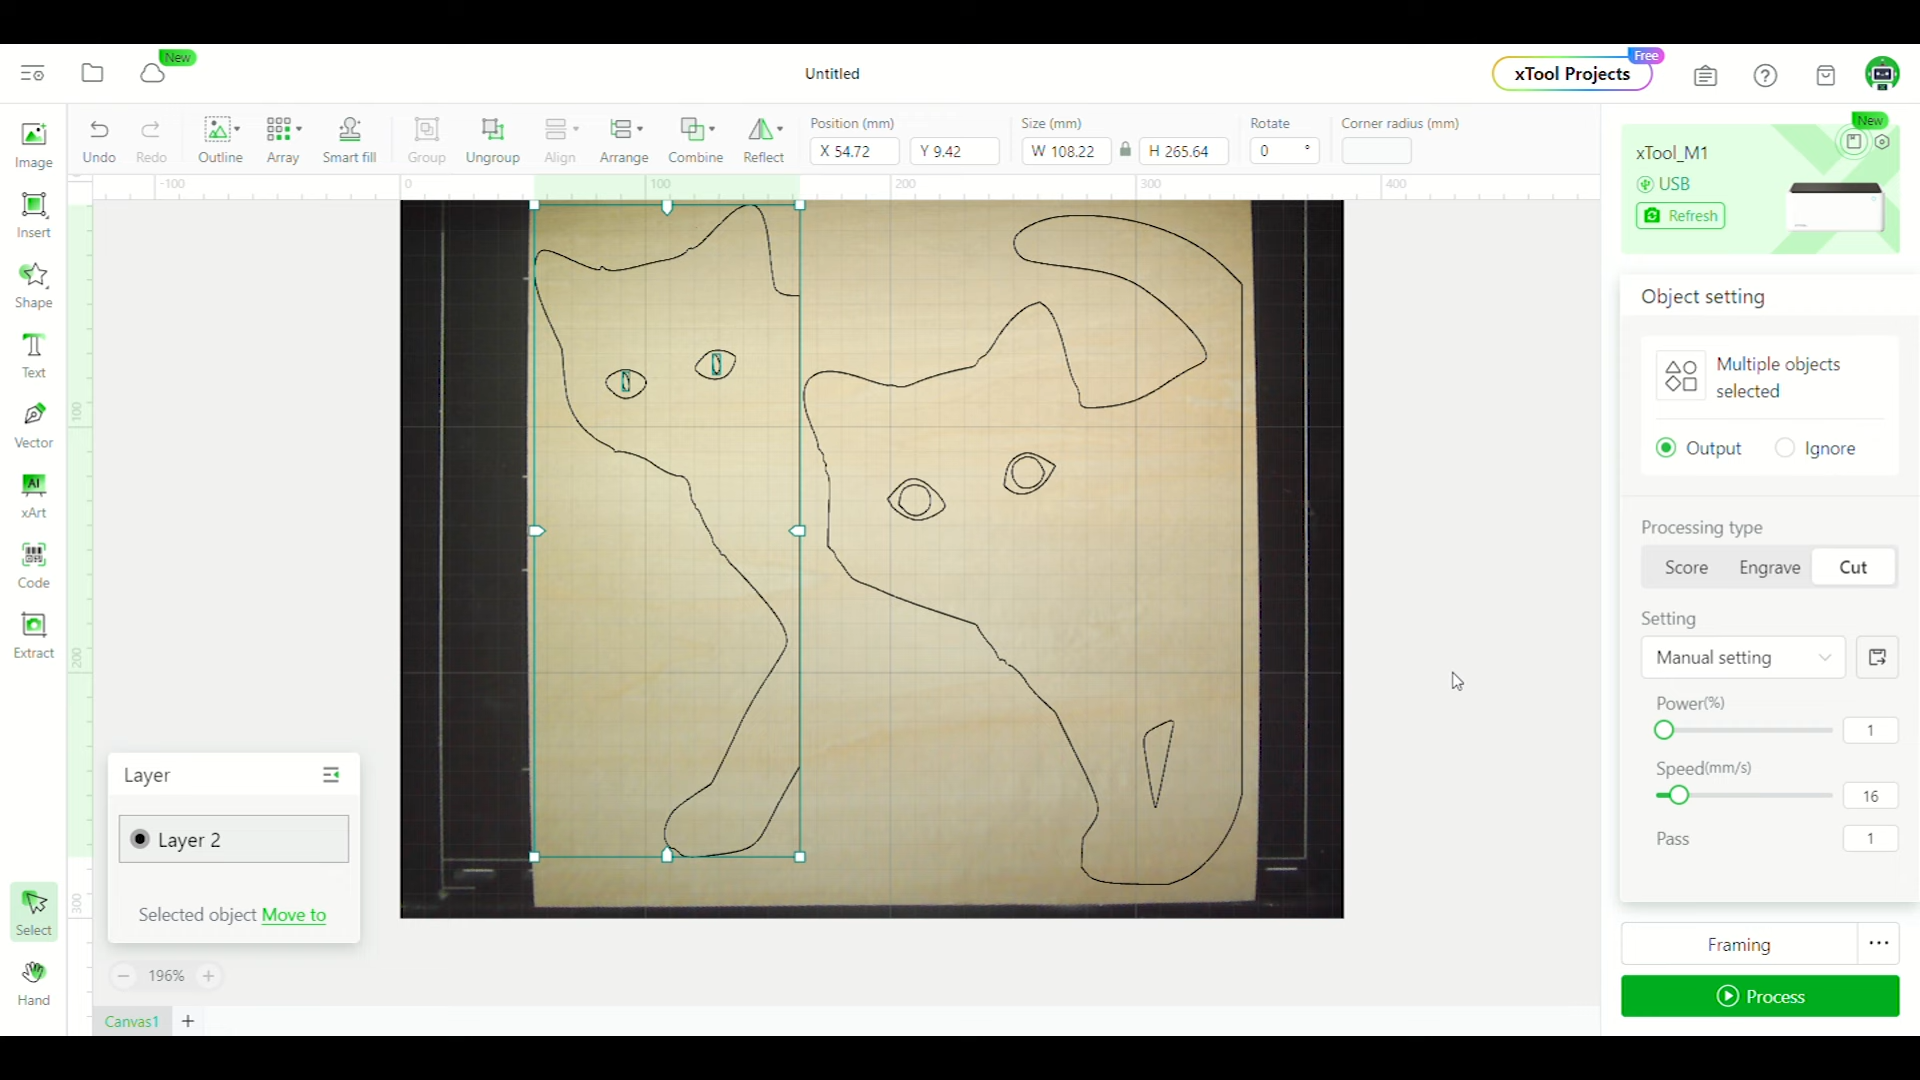 New
Untitled
Free
xTool Projects
Image
Insert
Shape
Text
Vector
AI
xArt
Code
Extract
Select
Hand
Undo
Redo
Outline
Array
Smart fill
Group
Ungroup
Align
Arrange
Combine
Reflect
Position (mm)
X 54.72
Y 9.42
Size (mm)
W 108.22
H 265.64
Rotate
0 °
Corner radius (mm)
-100
0
100
200
300
400
100
200
300
New
xTool_M1
USB
Refresh
Object setting
Multiple objects
selected
Output
Ignore
Processing type
Score
Engrave
Cut
Setting
Manual setting
Power(%)
1
Speed(mm/s)
16
Pass
1
Framing
Process
Layer
Layer 2
Selected object Move to
196%
Canvas1